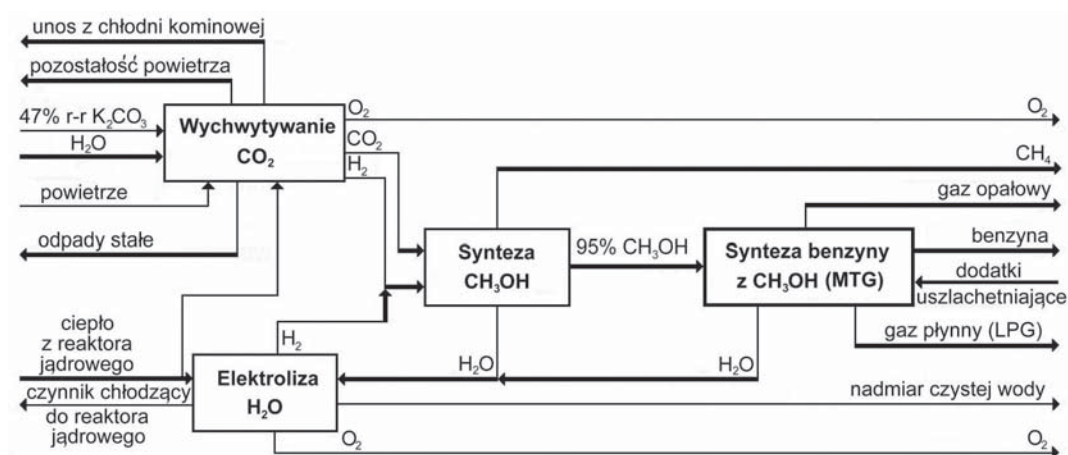 unos z chłodni kominowej
pozostałość powietrza
47% r-r K₂CO₃
H₂O
powietrze
odpady stałe
Wychwytywanie
CO₂
O₂
CO₂
H₂
O₂
CH₄
gaz opałowy
Synteza
CH₃OH
95% CH₃OH
Synteza benzyny
z CH₃OH (MTG)
benzyna
dodatki
uszlachetniające
gaz płynny (LPG)
ciepło
z reaktora
jądrowego
czynnik chłodzący
do reaktora
jądrowego
H₂
Elektroliza
H₂O
H₂O
H₂O
nadmiar czystej wody
O₂
O₂